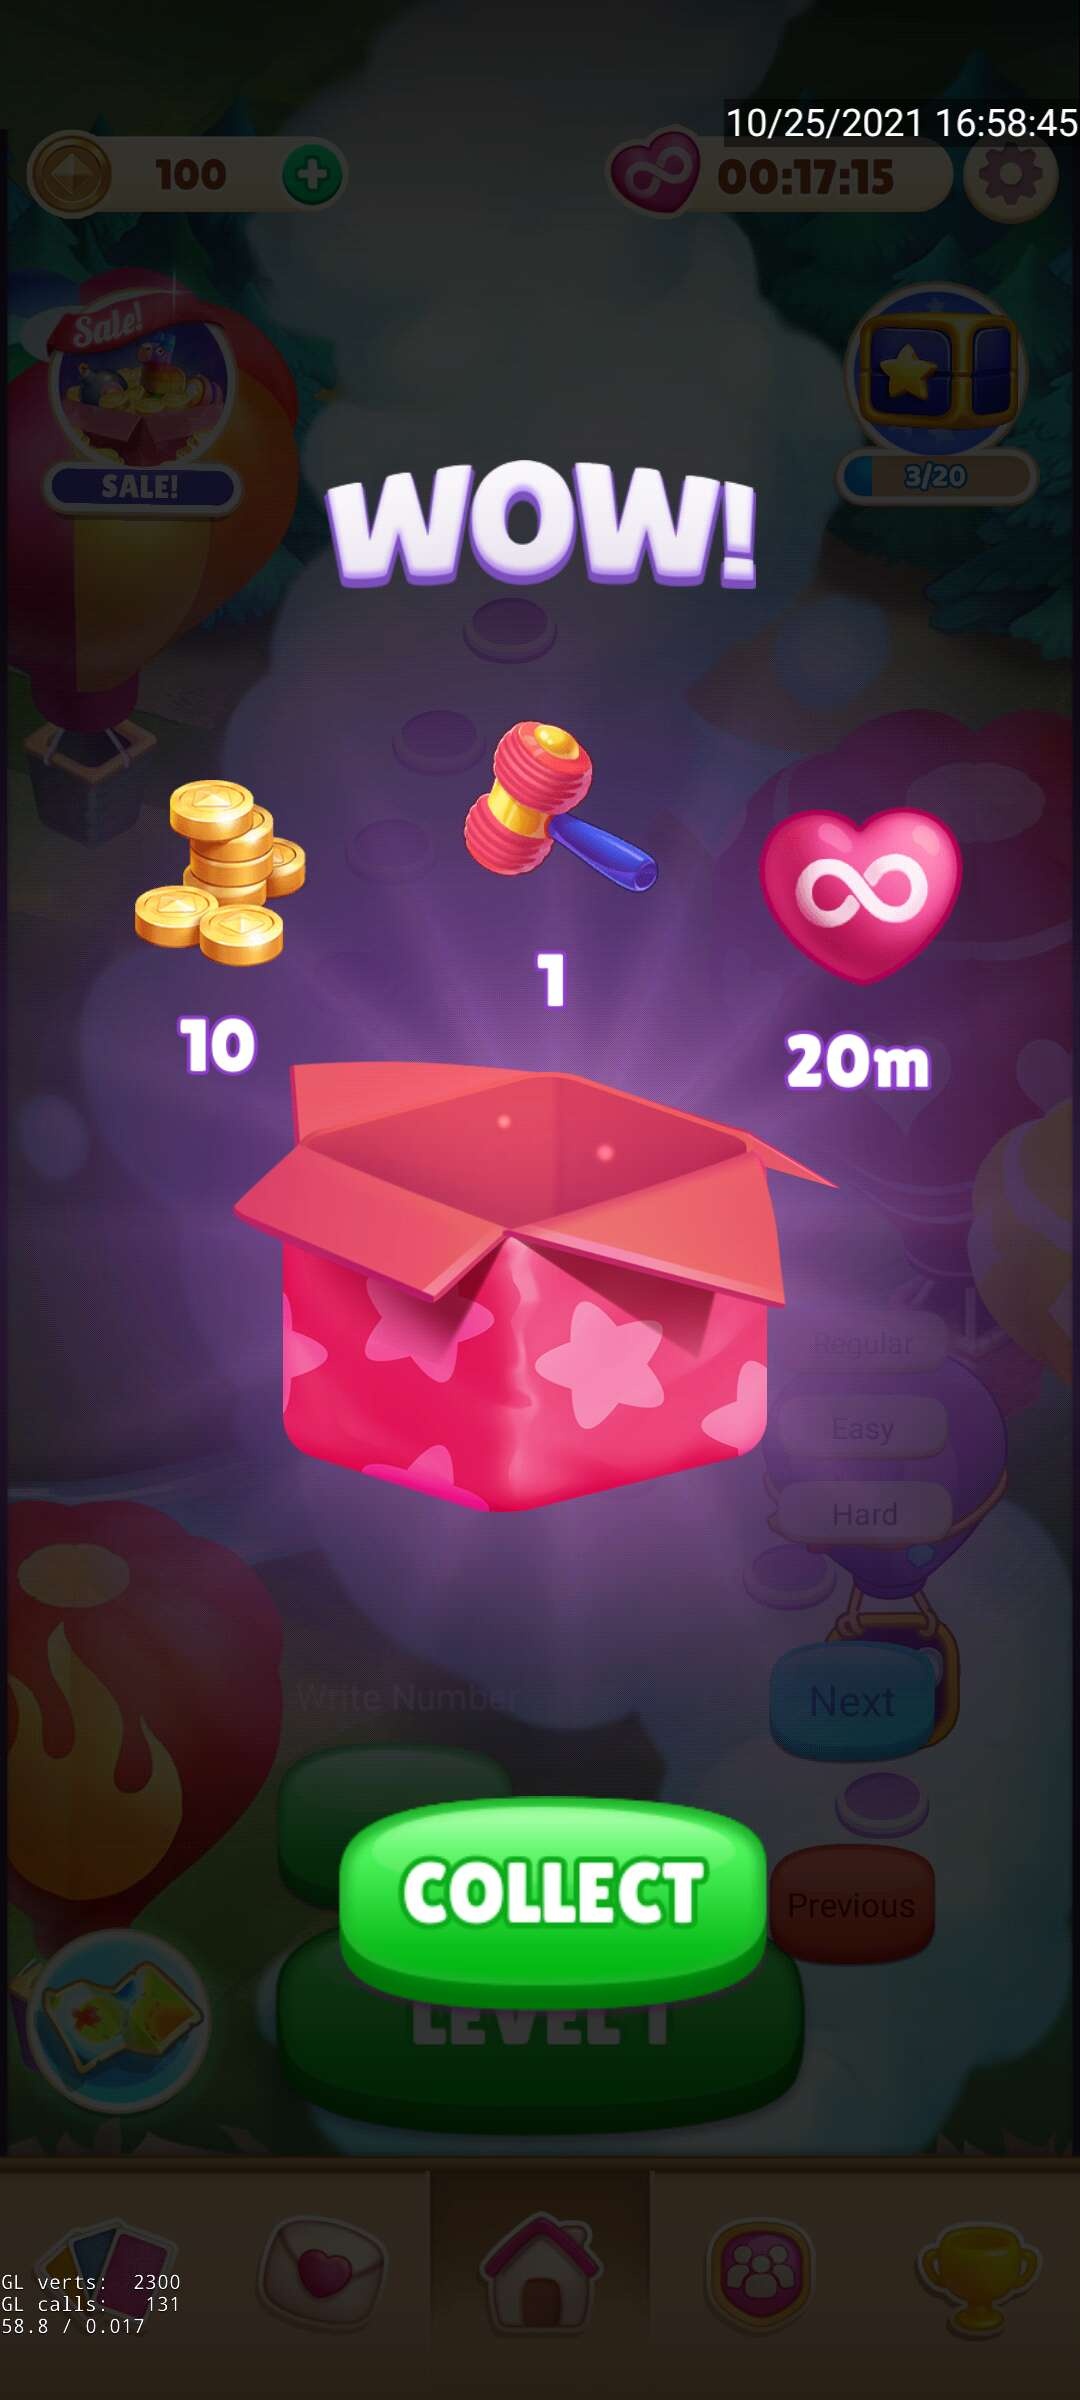 10/25/2021 16:58:45
100
00:17:15
Sale!
SALE!
3/20
WOW!
10
1
20m
Regular
Easy
Hard
Write Number
Next
COLLECT
Previous
LEVEL 1
GL verts: 2300
GL calls: 131
58.8 / 0.017